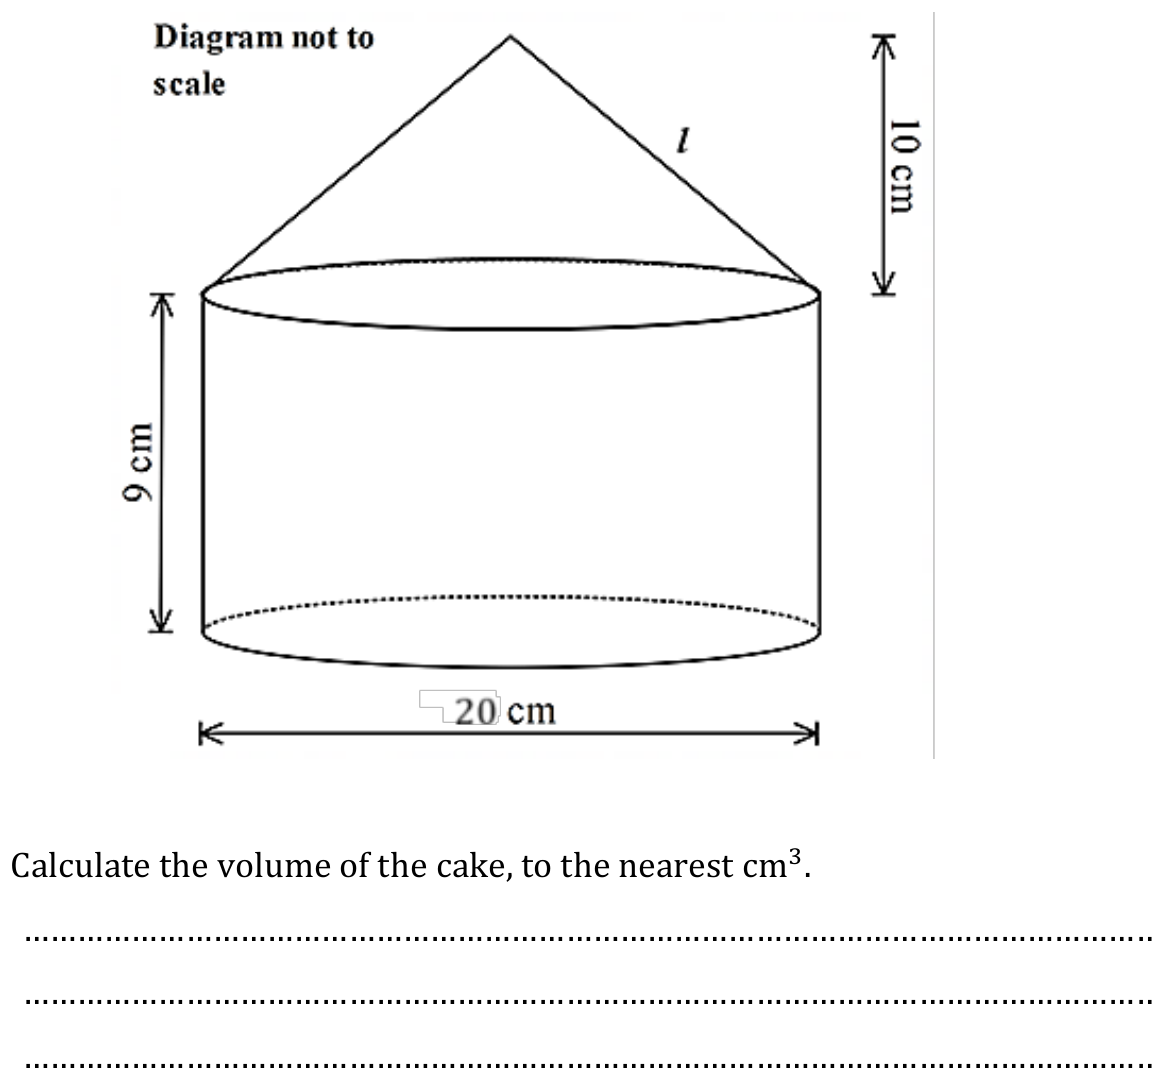 Diagram not to
scale
l
10 cm
9 cm
20 cm
Calculate the volume of the cake, to the nearest cm³.